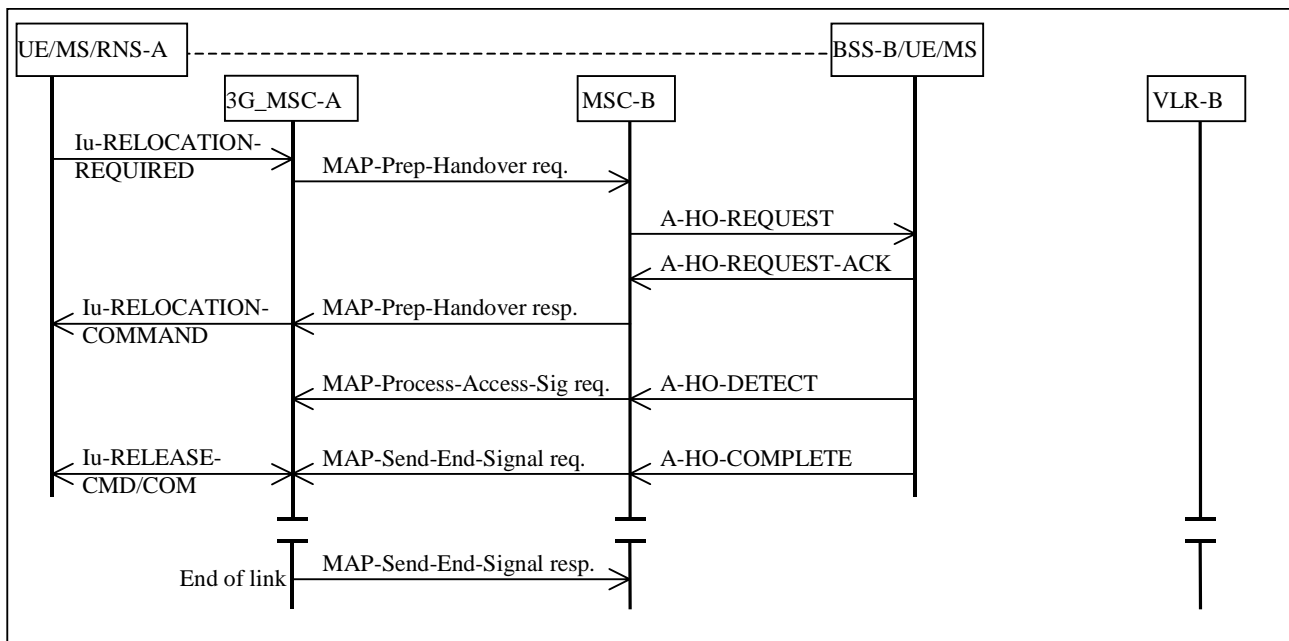 UE/MS/RNS-A
BSS-B/UE/MS
3G_MSC-A
MSC-B
VLR-B
Iu-RELOCATION-
REQUIRED
MAP-Prep-Handover req.
A-HO-REQUEST
A-HO-REQUEST-ACK
Iu-RELOCATION-
COMMAND
MAP-Prep-Handover resp.
MAP-Process-Access-Sig req.
A-HO-DETECT
Iu-RELEASE-
CMD/COM
MAP-Send-End-Signal req.
A-HO-COMPLETE
End of link
MAP-Send-End-Signal resp.